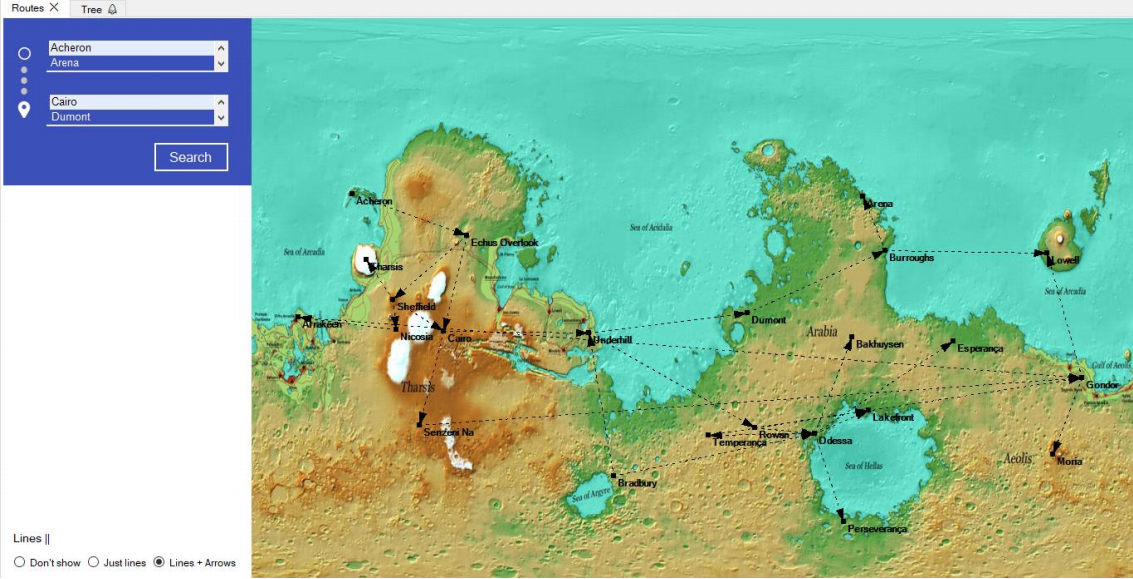 Routes X
Tree
Acheron
Arena
Cairo
Dumont
Search
Acheron
Arena
Echus Overlook
Sea of Acidalia
Sea of Arcadia
Tharsis
Burroughs
Lowell
Sea of Arcadia
Sheffield
Arrakeen
Nicosia
Cairo
Underhill
Dumont
Arabia
Bakhuysen
Esperança
Gulf of Aeolis
Gondor
Tharsis
Senzeni Na
Lakefront
Rowan
Temperança
Odessa
Sea of Hellas
Aeolis
Moria
Bradbury
Sea of Argyre
Perseverança
Lines ||
Don't show
Just lines
Lines + Arrows